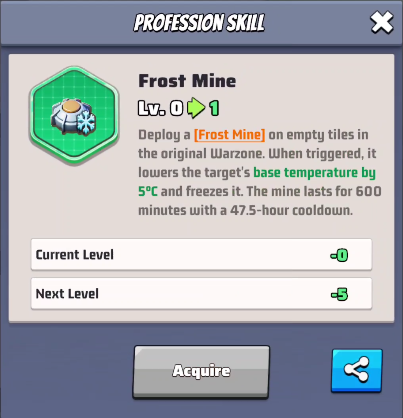 PROFESSION SKILL
Frost Mine
Lv. 0 1
Deploy a [Frost Mine] on empty tiles in
the original Warzone. When triggered, it
lowers the target's base temperature by
5°C and freezes it. The mine lasts for 600
minutes with a 47.5-hour cooldown.
Current Level -0
Next Level -5
Acquire